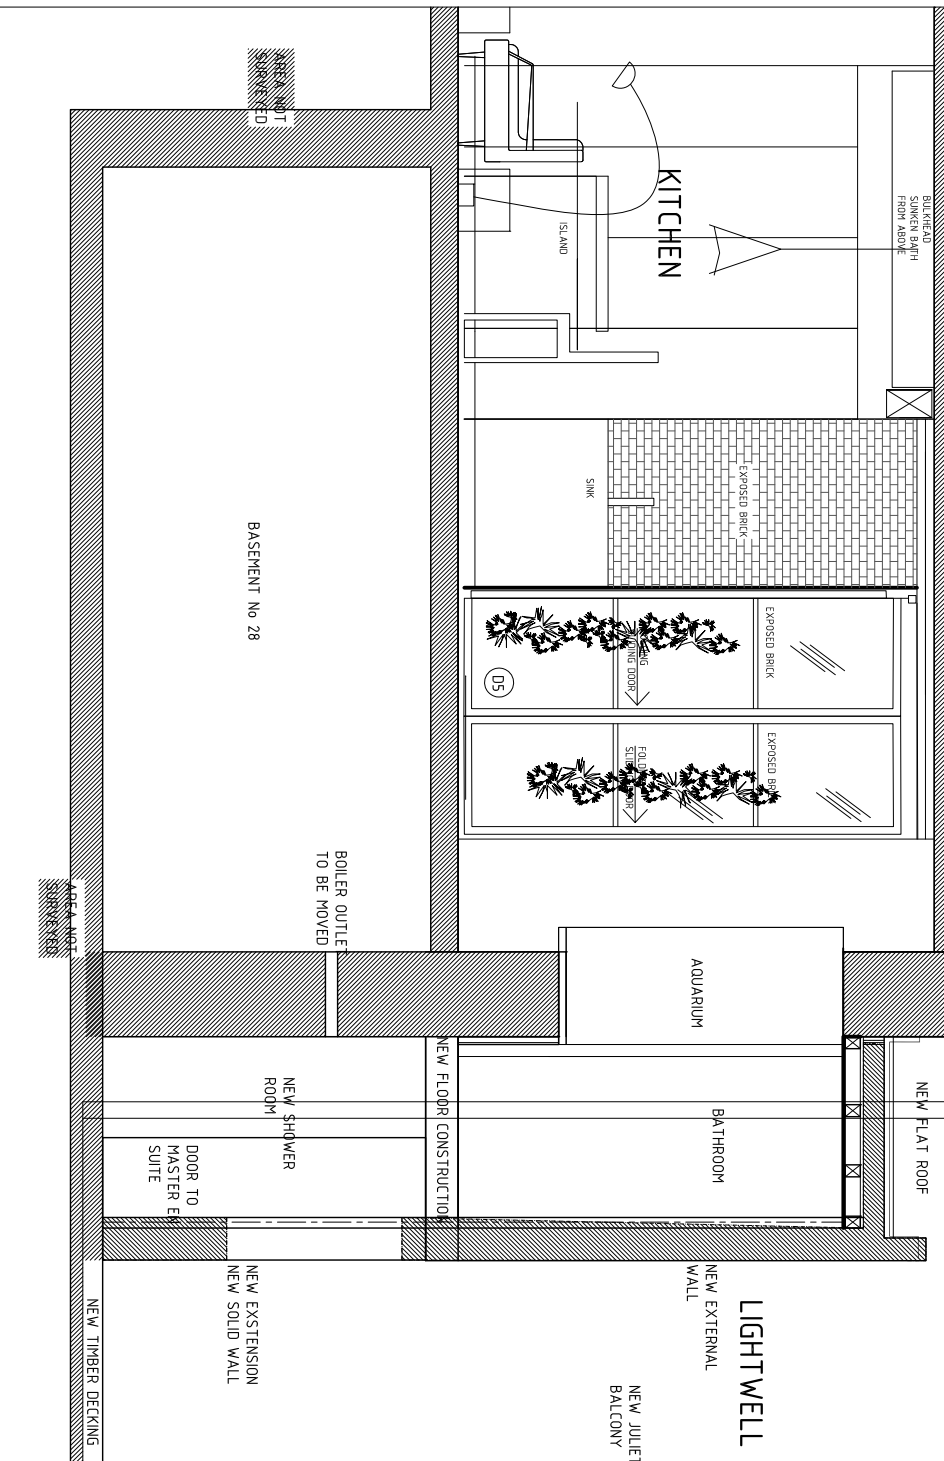 AREA NOT
SURVEYED
KITCHEN
BULKHEAD
SUNKEN BATH
FROM ABOVE
ISLAND
SINK
EXPOSED BRICK
BASEMENT No 28
EXPOSED BRICK
DOOR
D5
EXPOSED
FOLD
BOILER OUTLET
TO BE MOVED
AREA NOT
SURVEYED
AQUARIUM
NEW FLOOR CONSTRUCTION
NEW SHOWER
ROOM
BATHROOM
NEW FLAT ROOF
DOOR TO
MASTER EN
SUITE
NEW EXSTENSION
NEW SOLID WALL
NEW EXTERNAL
WALL
LIGHTWELL
NEW TIMBER DECKING
NEW JULIET
BALCONY